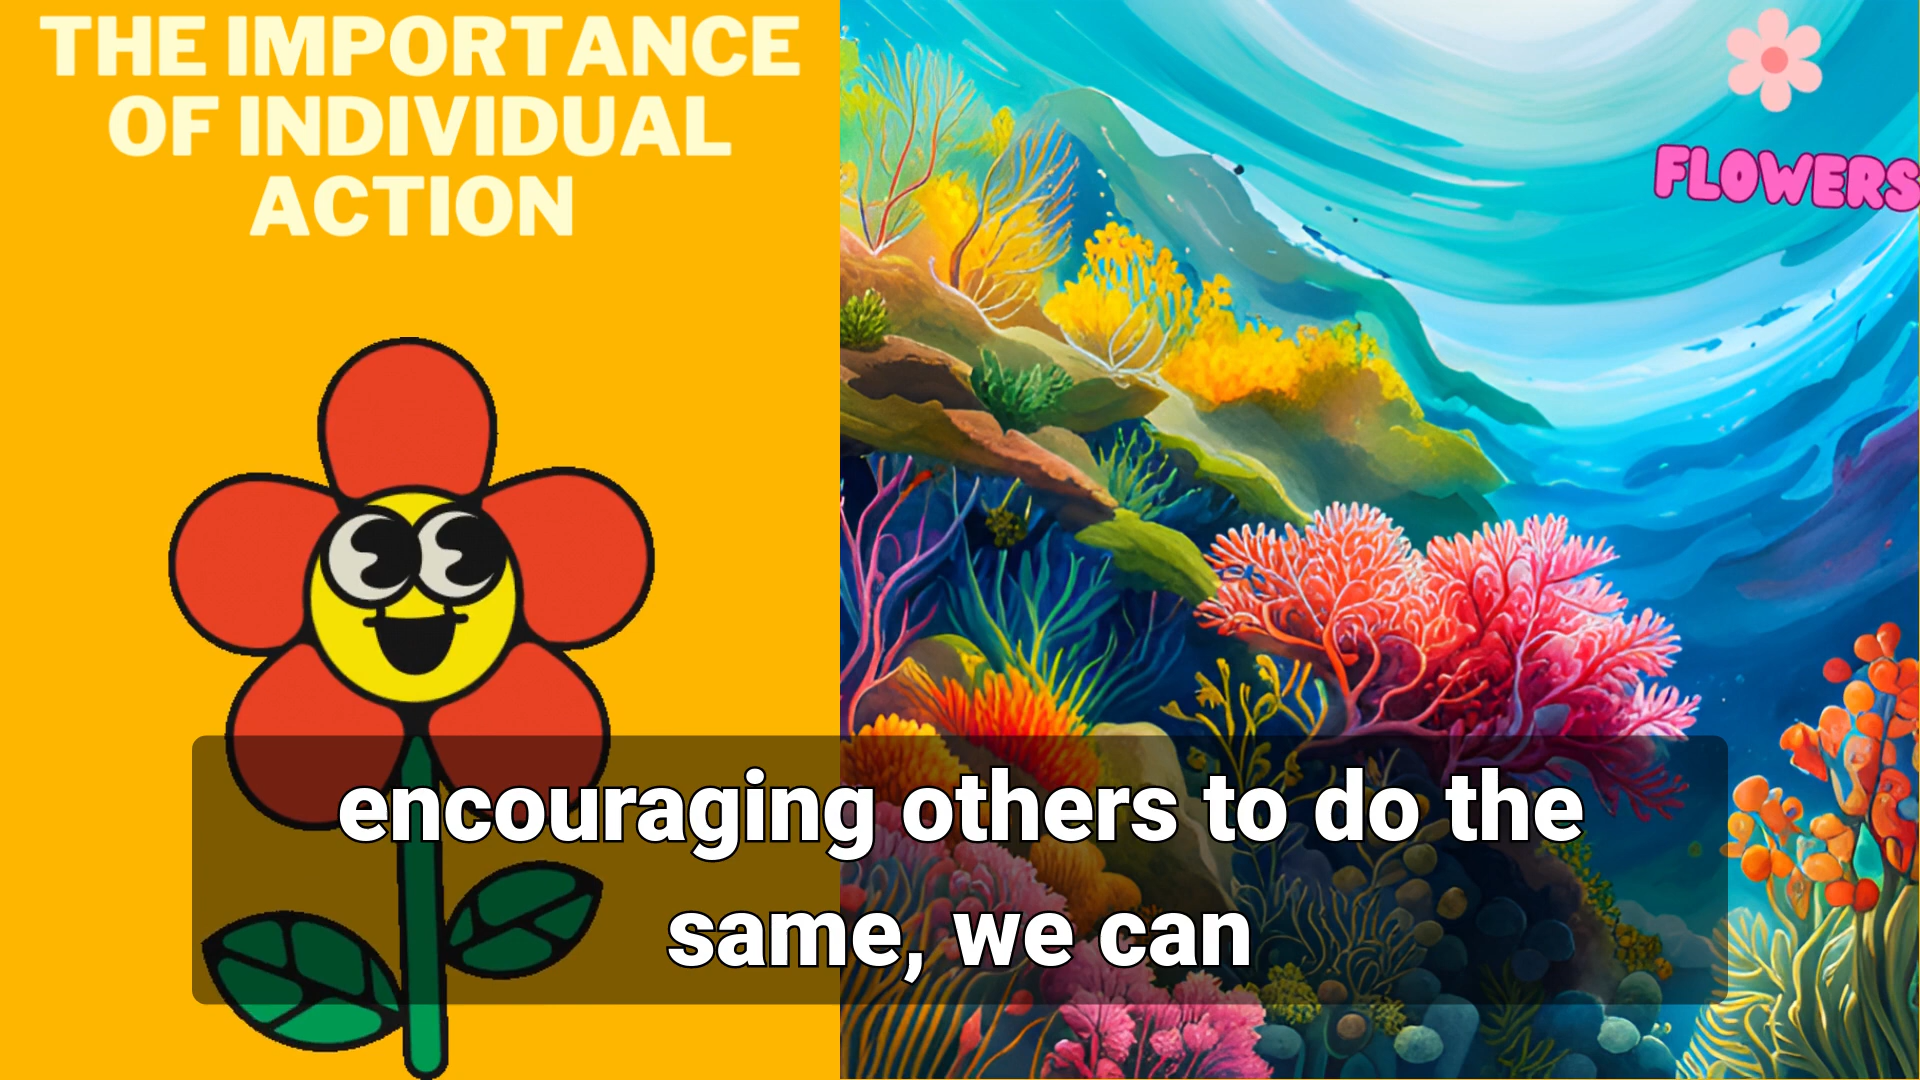 THE IMPORTANCE
OF INDIVIDUAL
ACTION
FLOWERS
encouraging others to do the
same, we can